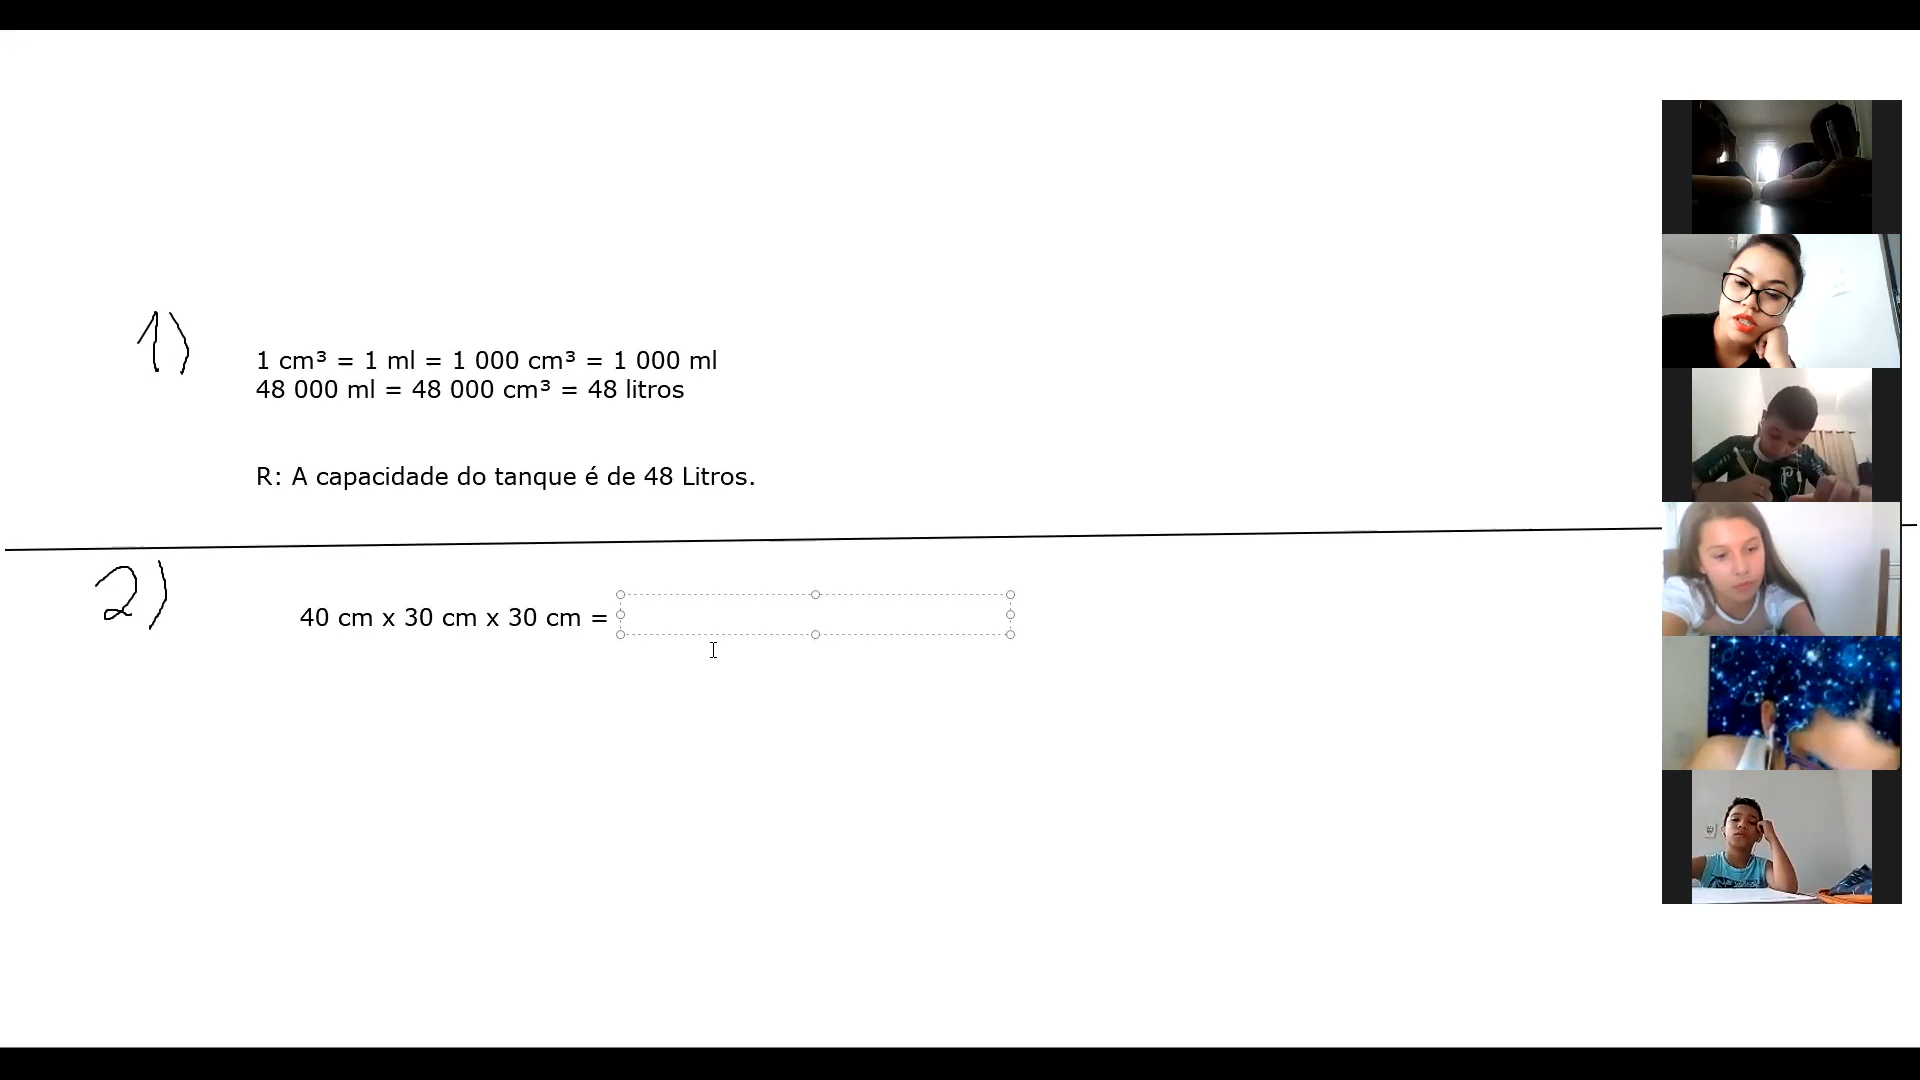 1)
1 cm³ = 1 ml = 1 000 cm³ = 1 000 ml
48 000 ml = 48 000 cm³ = 48 litros
R: A capacidade do tanque é de 48 Litros.
2)
40 cm x 30 cm x 30 cm =